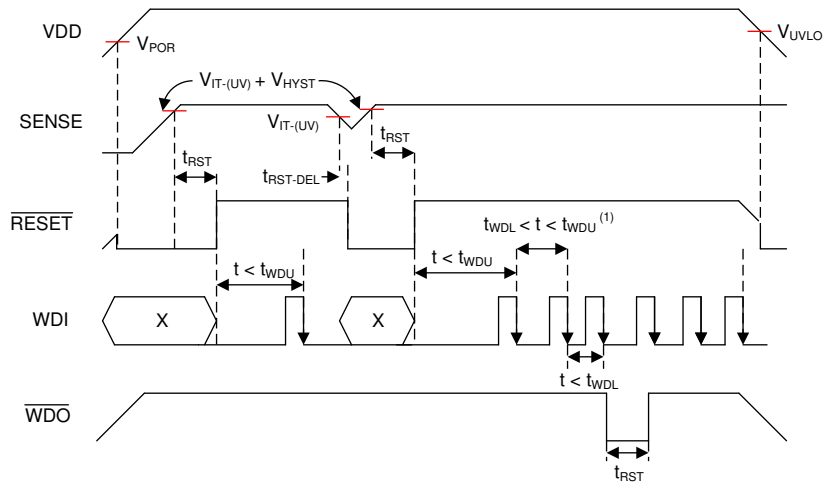 VDD
V_POR
V_UVLO
V_IT-(UV) + V_HYST
SENSE
V_IT-(UV)
t_RST
t_RST
t_RST-DEL
RESET
t_WDL < t < t_WDU (1)
t < t_WDU
t < t_WDU
WDI
X
X
t < t_WDL
WDO
t_RST